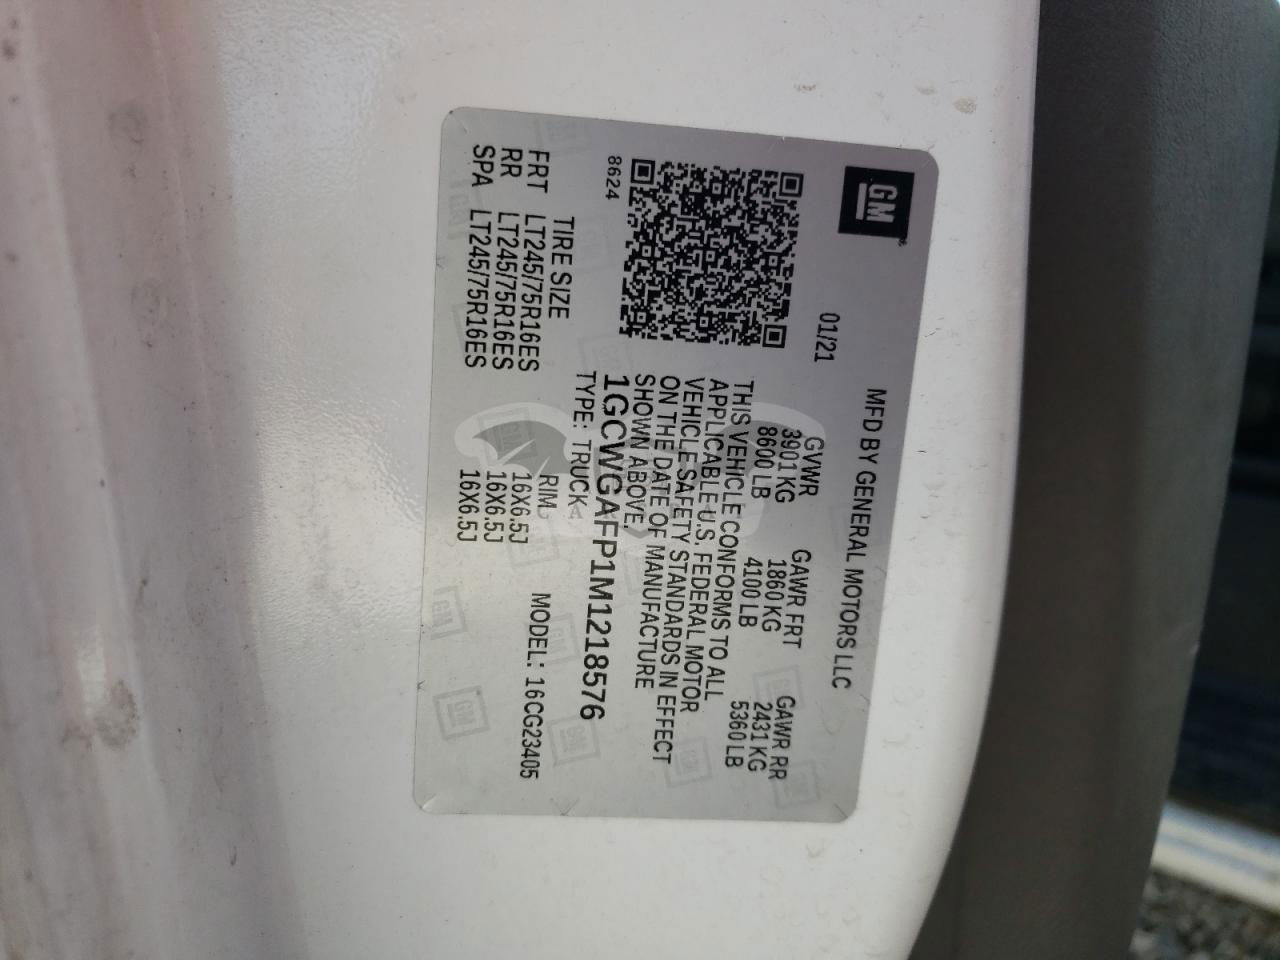 GM
MFD BY GENERAL MOTORS LLC
01/21
GVWR GAWR FRT GAWR RR
3901 KG 1860 KG 2431 KG
8600 LB 4100 LB 5360 LB
THIS VEHICLE CONFORMS TO ALL
APPLICABLE U.S. FEDERAL MOTOR
VEHICLE SAFETY STANDARDS IN EFFECT
ON THE DATE OF MANUFACTURE
SHOWN ABOVE.
8624
1GCWGAFP1M1218576
TYPE: TRUCK
TIRE SIZE RIM MODEL: 16CG23405
FRT LT245/75R16ES 16X6.5J
RR LT245/75R16ES 16X6.5J
SPA LT245/75R16ES 16X6.5J